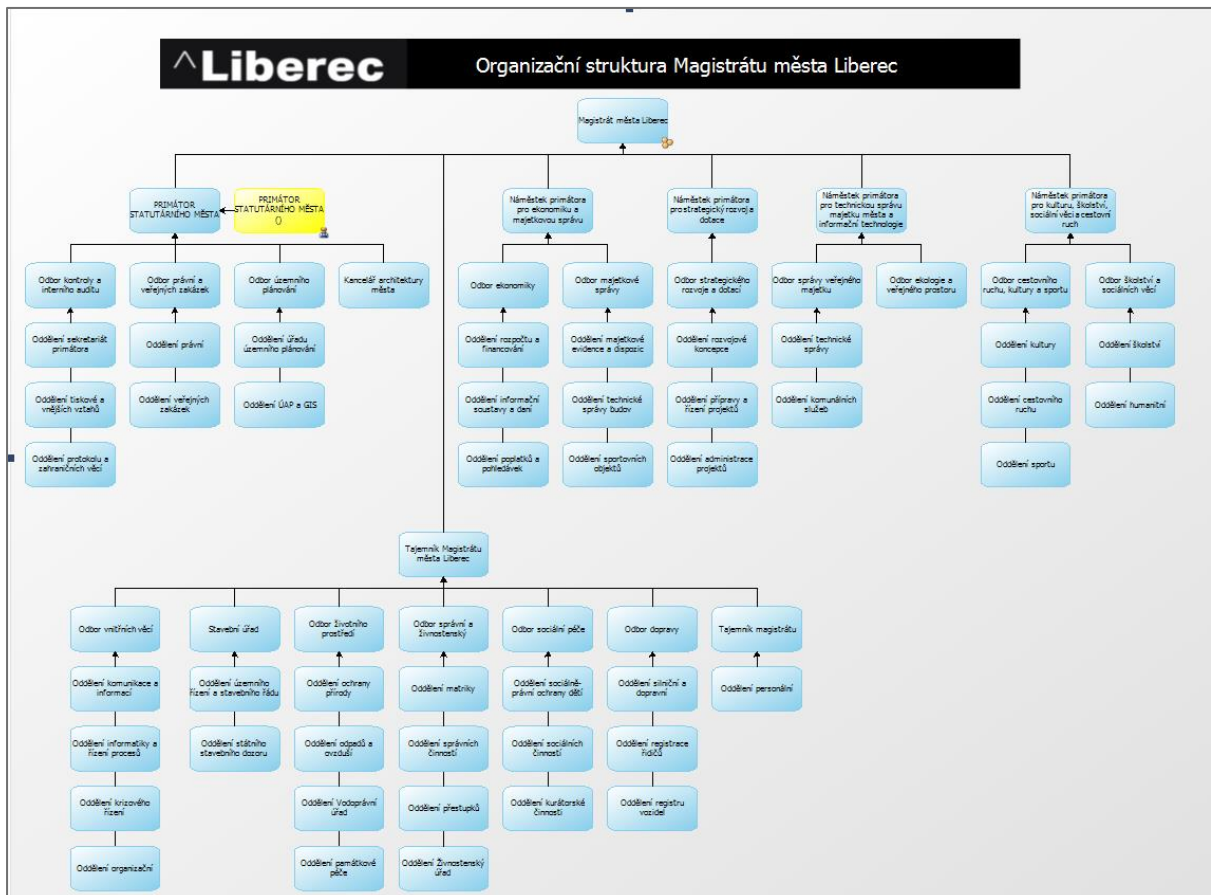 ^Liberec
Organizační struktura Magistrátu města Liberec
Magistrát města Liberec
PRIMÁTOR
STATUTÁRNÍHO MĚSTA
PRIMÁTOR
STATUTÁRNÍHO MĚSTA
()
Náměstek primátora
pro ekonomiku a
majetkovou správu
Náměstek primátora
pro strategický rozvoj a
dotace
Náměstek primátora
pro technickou správu
majetku města a
informační technologie
Náměstek primátora
pro kulturu, školství,
sociální věci a cestovní
ruch
Odbor kontroly a
interního auditu
Odbor právní a
veřejných zakázek
Odbor územního
plánování
Kancelář architektury
města
Odbor ekonomiky
Odbor majetkové
správy
Odbor strategického
rozvoje a dotací
Odbor správy veřejného
majetku
Odbor ekologie a
veřejného prostoru
Odbor cestovního
ruchu, kultury a sportu
Odbor školství a
sociálních věcí
Oddělení sekretariát
primátora
Oddělení právní
Oddělení úřadu
územního plánování
Oddělení rozpočtu a
financování
Oddělení majetkové
evidence a dispozic
Oddělení rozvojové
koncepce
Oddělení technické
správy
Oddělení kultury
Oddělení školství
Oddělení tiskové a
vnějších vztahů
Oddělení veřejných
zakázek
Oddělení ÚAP a GIS
Oddělení informační
soustavy a daní
Oddělení technické
správy budov
Oddělení přípravy a
řízení projektů
Oddělení komunálních
služeb
Oddělení cestovního
ruchu
Oddělení humanitní
Oddělení protokolu a
zahraničních věcí
Oddělení poplatků a
pohledávek
Oddělení sportovních
objektů
Oddělení administrace
projektů
Oddělení sportu
Tajemník Magistrátu
města Liberec
Odbor vnitřních věcí
Stavební úřad
Odbor životního
prostředí
Odbor správní a
živnostenský
Odbor sociální péče
Odbor dopravy
Tajemník magistrátu
Oddělení komunikace a
informací
Oddělení územního
řízení a stavebního řádu
Oddělení ochrany
přírody
Oddělení matriky
Oddělení sociálně-
právní ochrany dětí
Oddělení silniční a
dopravní
Oddělení personální
Oddělení informatiky a
řízení procesů
Oddělení státního
stavebního dozoru
Oddělení odpadů a
ovzduší
Oddělení správních
činností
Oddělení sociálních
činností
Oddělení registrace
řidičů
Oddělení krizového
řízení
Oddělení Vodoprávní
úřad
Oddělení přestupků
Oddělení kurátorské
činnosti
Oddělení registru
vozidel
Oddělení organizační
Oddělení památkové
péče
Oddělení Živnostenský
úřad